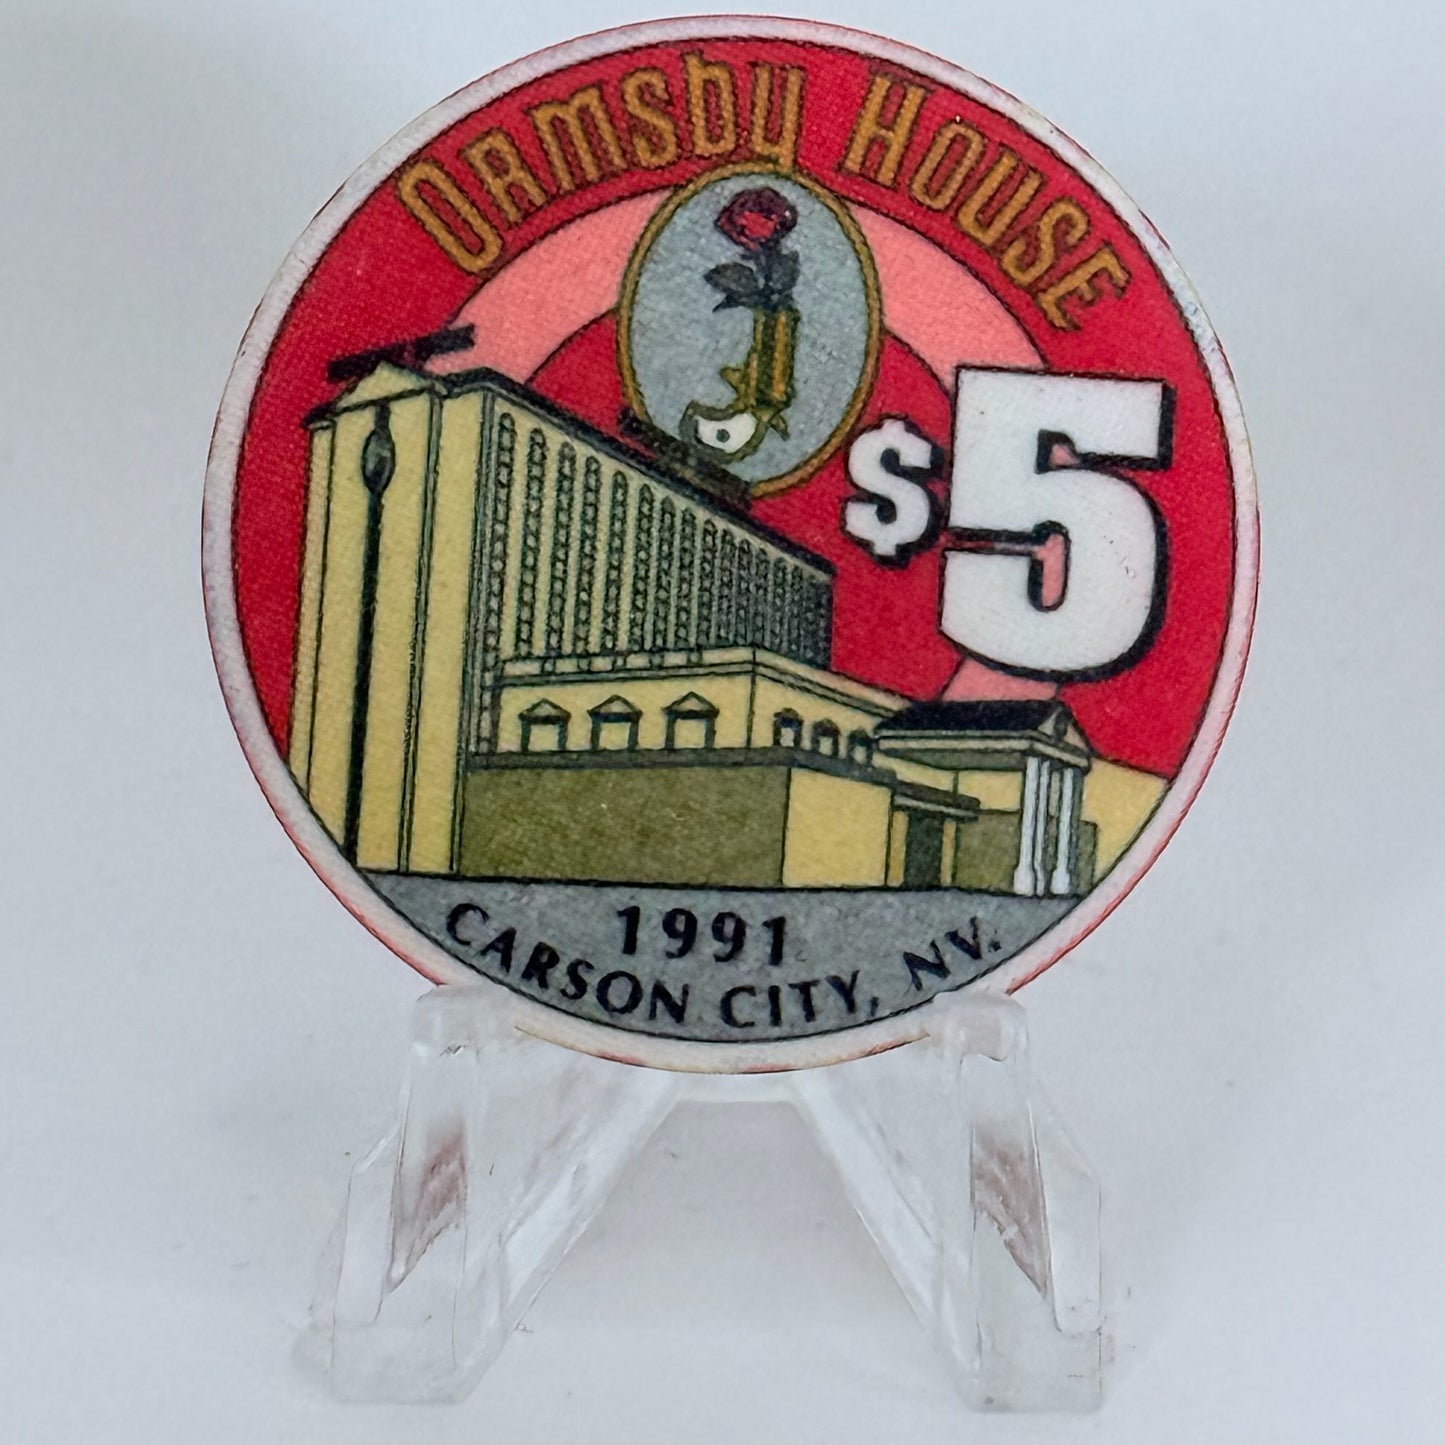 Ormsby House
$5
1991
CARSON CITY, NV.